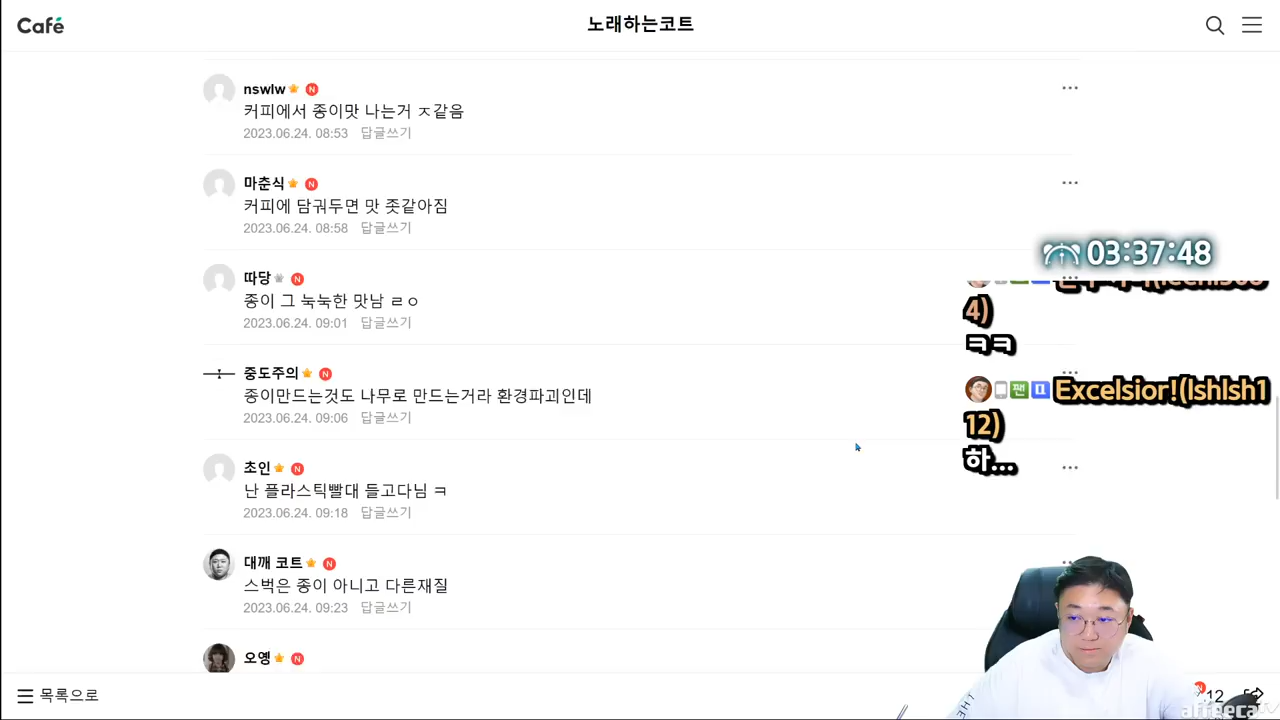 Café
노래하는코트
nswlw N
커피에서 종이맛 나는거 ㅈ같음
2023.06.24. 08:53 답글쓰기
마춘식 N
커피에 담궈두면 맛 좃같아짐
2023.06.24. 08:58 답글쓰기
03:37:48
따당 N
종이 그 눅눅한 맛남 ㄹㅇ
2023.06.24. 09:01 답글쓰기
4)
ㅋㅋ
중도주의 N
종이만드는것도 나무로 만드는거라 환경파괴인데
2023.06.24. 09:06 답글쓰기
짼 Excelsior!(lshlsh1
12)
하...
초인 N
난 플라스틱빨대 들고다님 ㅋ
2023.06.24. 09:18 답글쓰기
대깨 코트 N
스벅은 종이 아니고 다른재질
2023.06.24. 09:23 답글쓰기
오옝 N
목록으로
12
afreecaTV